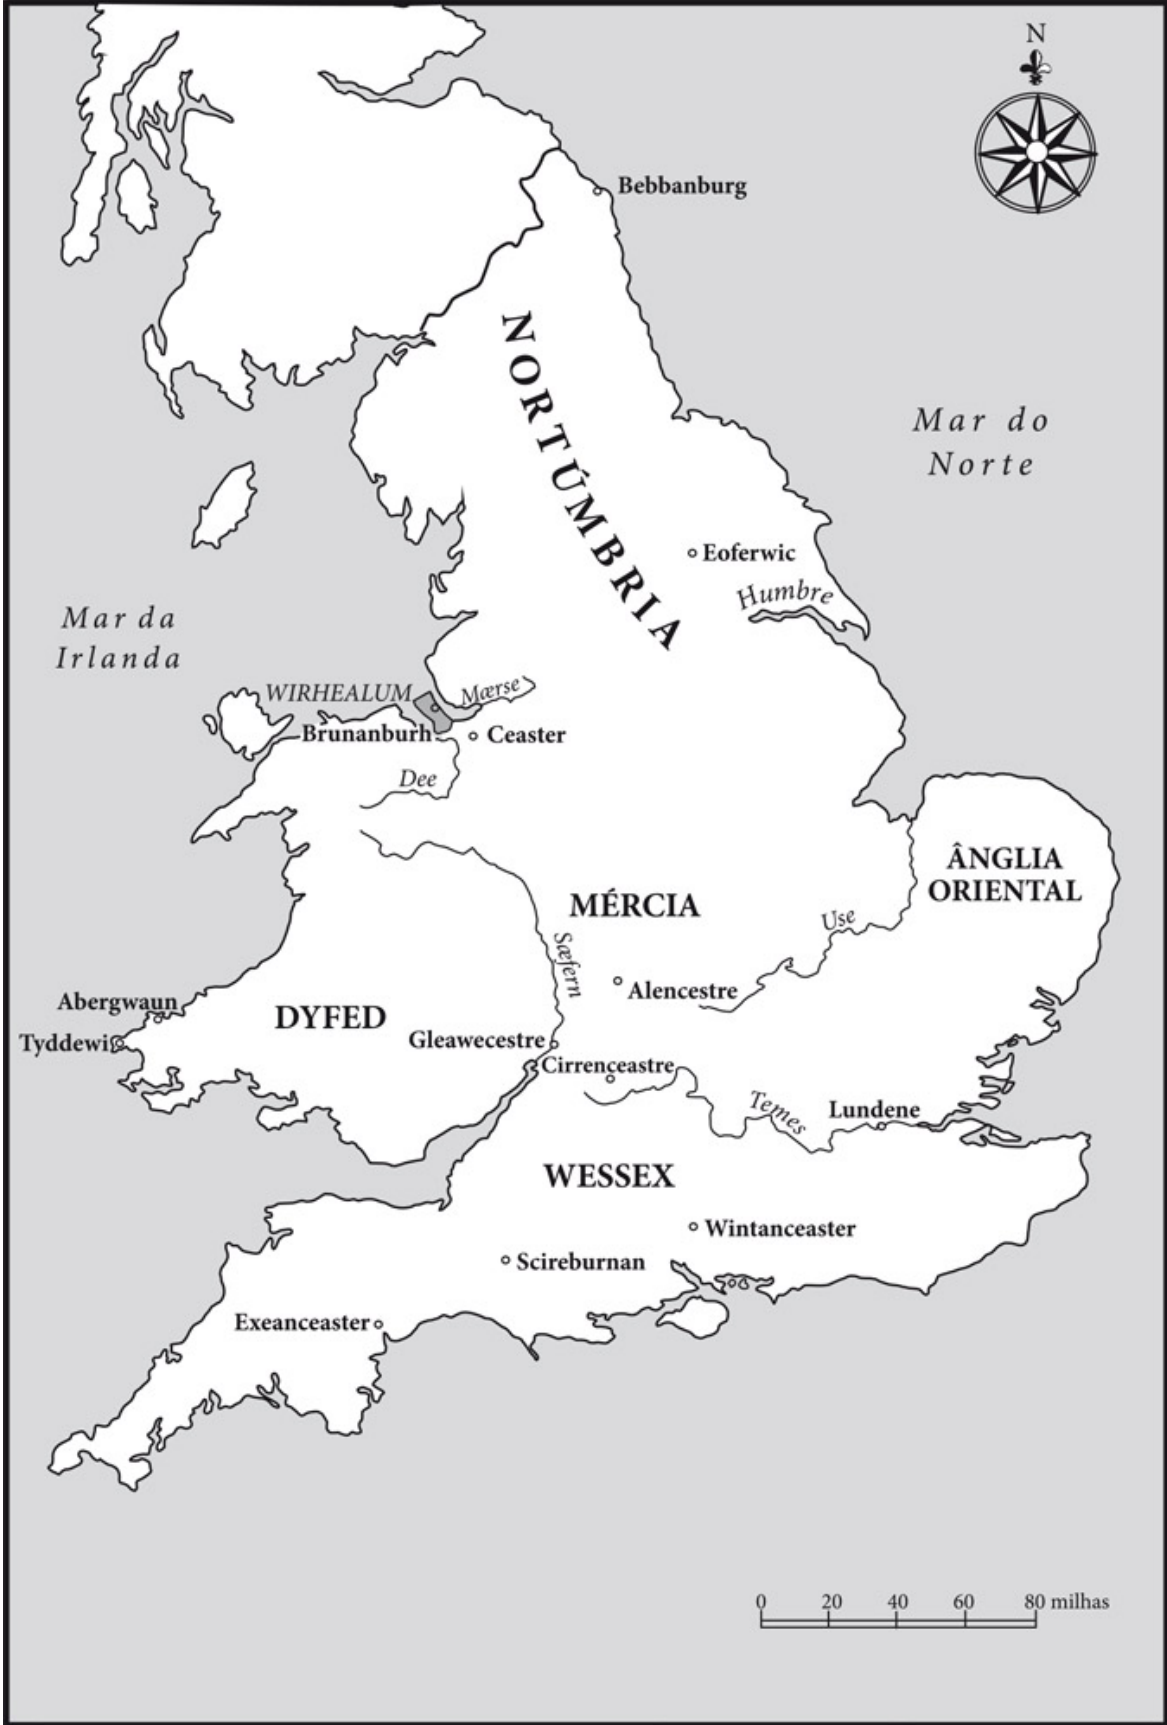 N
Bebbanburg
NORTÚMBRIA
Mar do
Norte
Eoferwic
Humbre
Mar da
Irlanda
WIRHEALUM
Mærse
Brunanburh
Ceaster
Dee
ÂNGLIA
ORIENTAL
MÉRCIA
Use
Sæfern
Alencestre
Abergwaun
DYFED
Tyddewi
Gleawecestre
Cirrenceastre
Temes
Lundene
WESSEX
Wintanceaster
Scireburnan
Exeanceaster
0 20 40 60 80 milhas